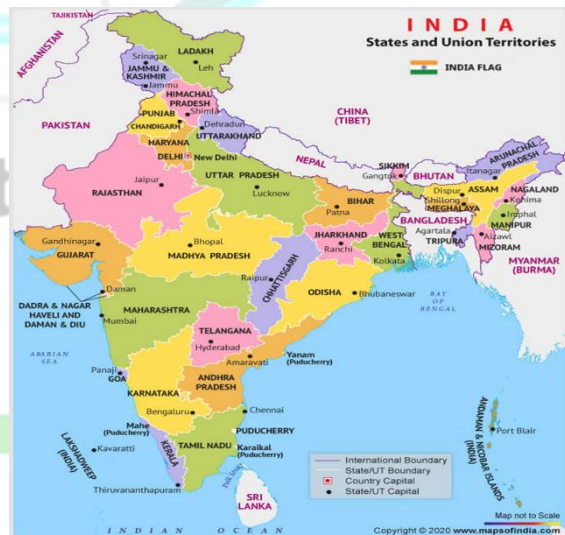 INDIA
States and Union Territories
INDIA FLAG
TAJIKISTAN
AFGHANISTAN
LADAKH
Srinagar
Leh
JAMMU &
KASHMIR
Jammu
HIMACHAL
PRADESH
Shimla
PAKISTAN
PUNJAB
CHANDIGARH
Dehradun
UTTARAKHAND
CHINA
(TIBET)
HARYANA
DELHI
New Delhi
NEPAL
SIKKIM
Gangtok
BHUTAN
ARUNACHAL
PRADESH
Itanagar
RAJASTHAN
Jaipur
UTTAR PRADESH
Lucknow
BIHAR
Patna
Dispur
ASSAM
Shillong
MEGHALAYA
NAGALAND
Kohima
Imphal
MANIPUR
BANGLADESH
Agartala
TRIPURA
Aizawl
MIZORAM
MYANMAR
(BURMA)
Gandhinagar
GUJARAT
Bhopal
MADHYA PRADESH
JHARKHAND
Ranchi
WEST
BENGAL
Kolkata
CHHATTISGARH
Raipur
ODISHA
Bhubaneswar
BAY OF
BENGAL
Daman
DADRA & NAGAR
HAVELI AND
DAMAN & DIU
Mumbai
MAHARASHTRA
TELANGANA
Hyderabad
Amaravati
Yanam
(Puducherry)
ARABIAN
SEA
Panaji
GOA
KARNATAKA
ANDHRA
PRADESH
Bengaluru
Chennai
Mahe
(Puducherry)
PUDUCHERRY
TAMIL NADU
Karaikal
(Puducherry)
KERALA
LAKSHADWEEP
(INDIA)
Kavaratti
Thiruvananthapuram
SRI
LANKA
ANDAMAN & NICOBAR ISLANDS
(INDIA)
Port Blair
International Boundary
State/UT Boundary
Country Capital
State/UT Capital
Map not to Scale
INDIAN OCEAN
Copyright © 2020 www.mapsofindia.com